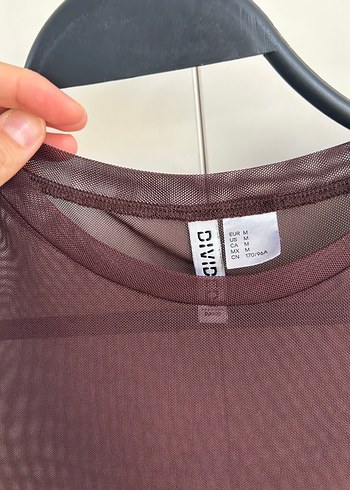 DIVID
EUR M
US M
CA M
MX M
CN 170/96A